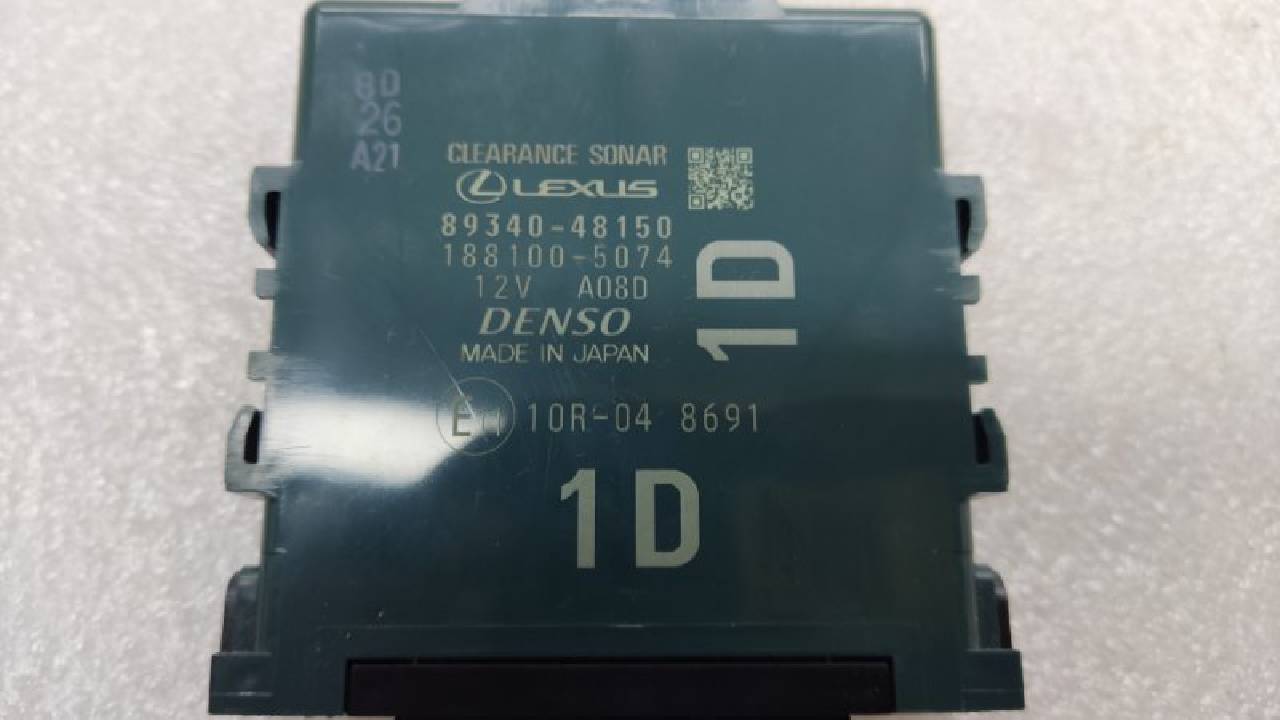 8D
26
A21
CLEARANCE SONAR
LEXUS
89340-48150
188100-5074
12V A08D
DENSO
MADE IN JAPAN
1D
E11 10R-04 8691
1D